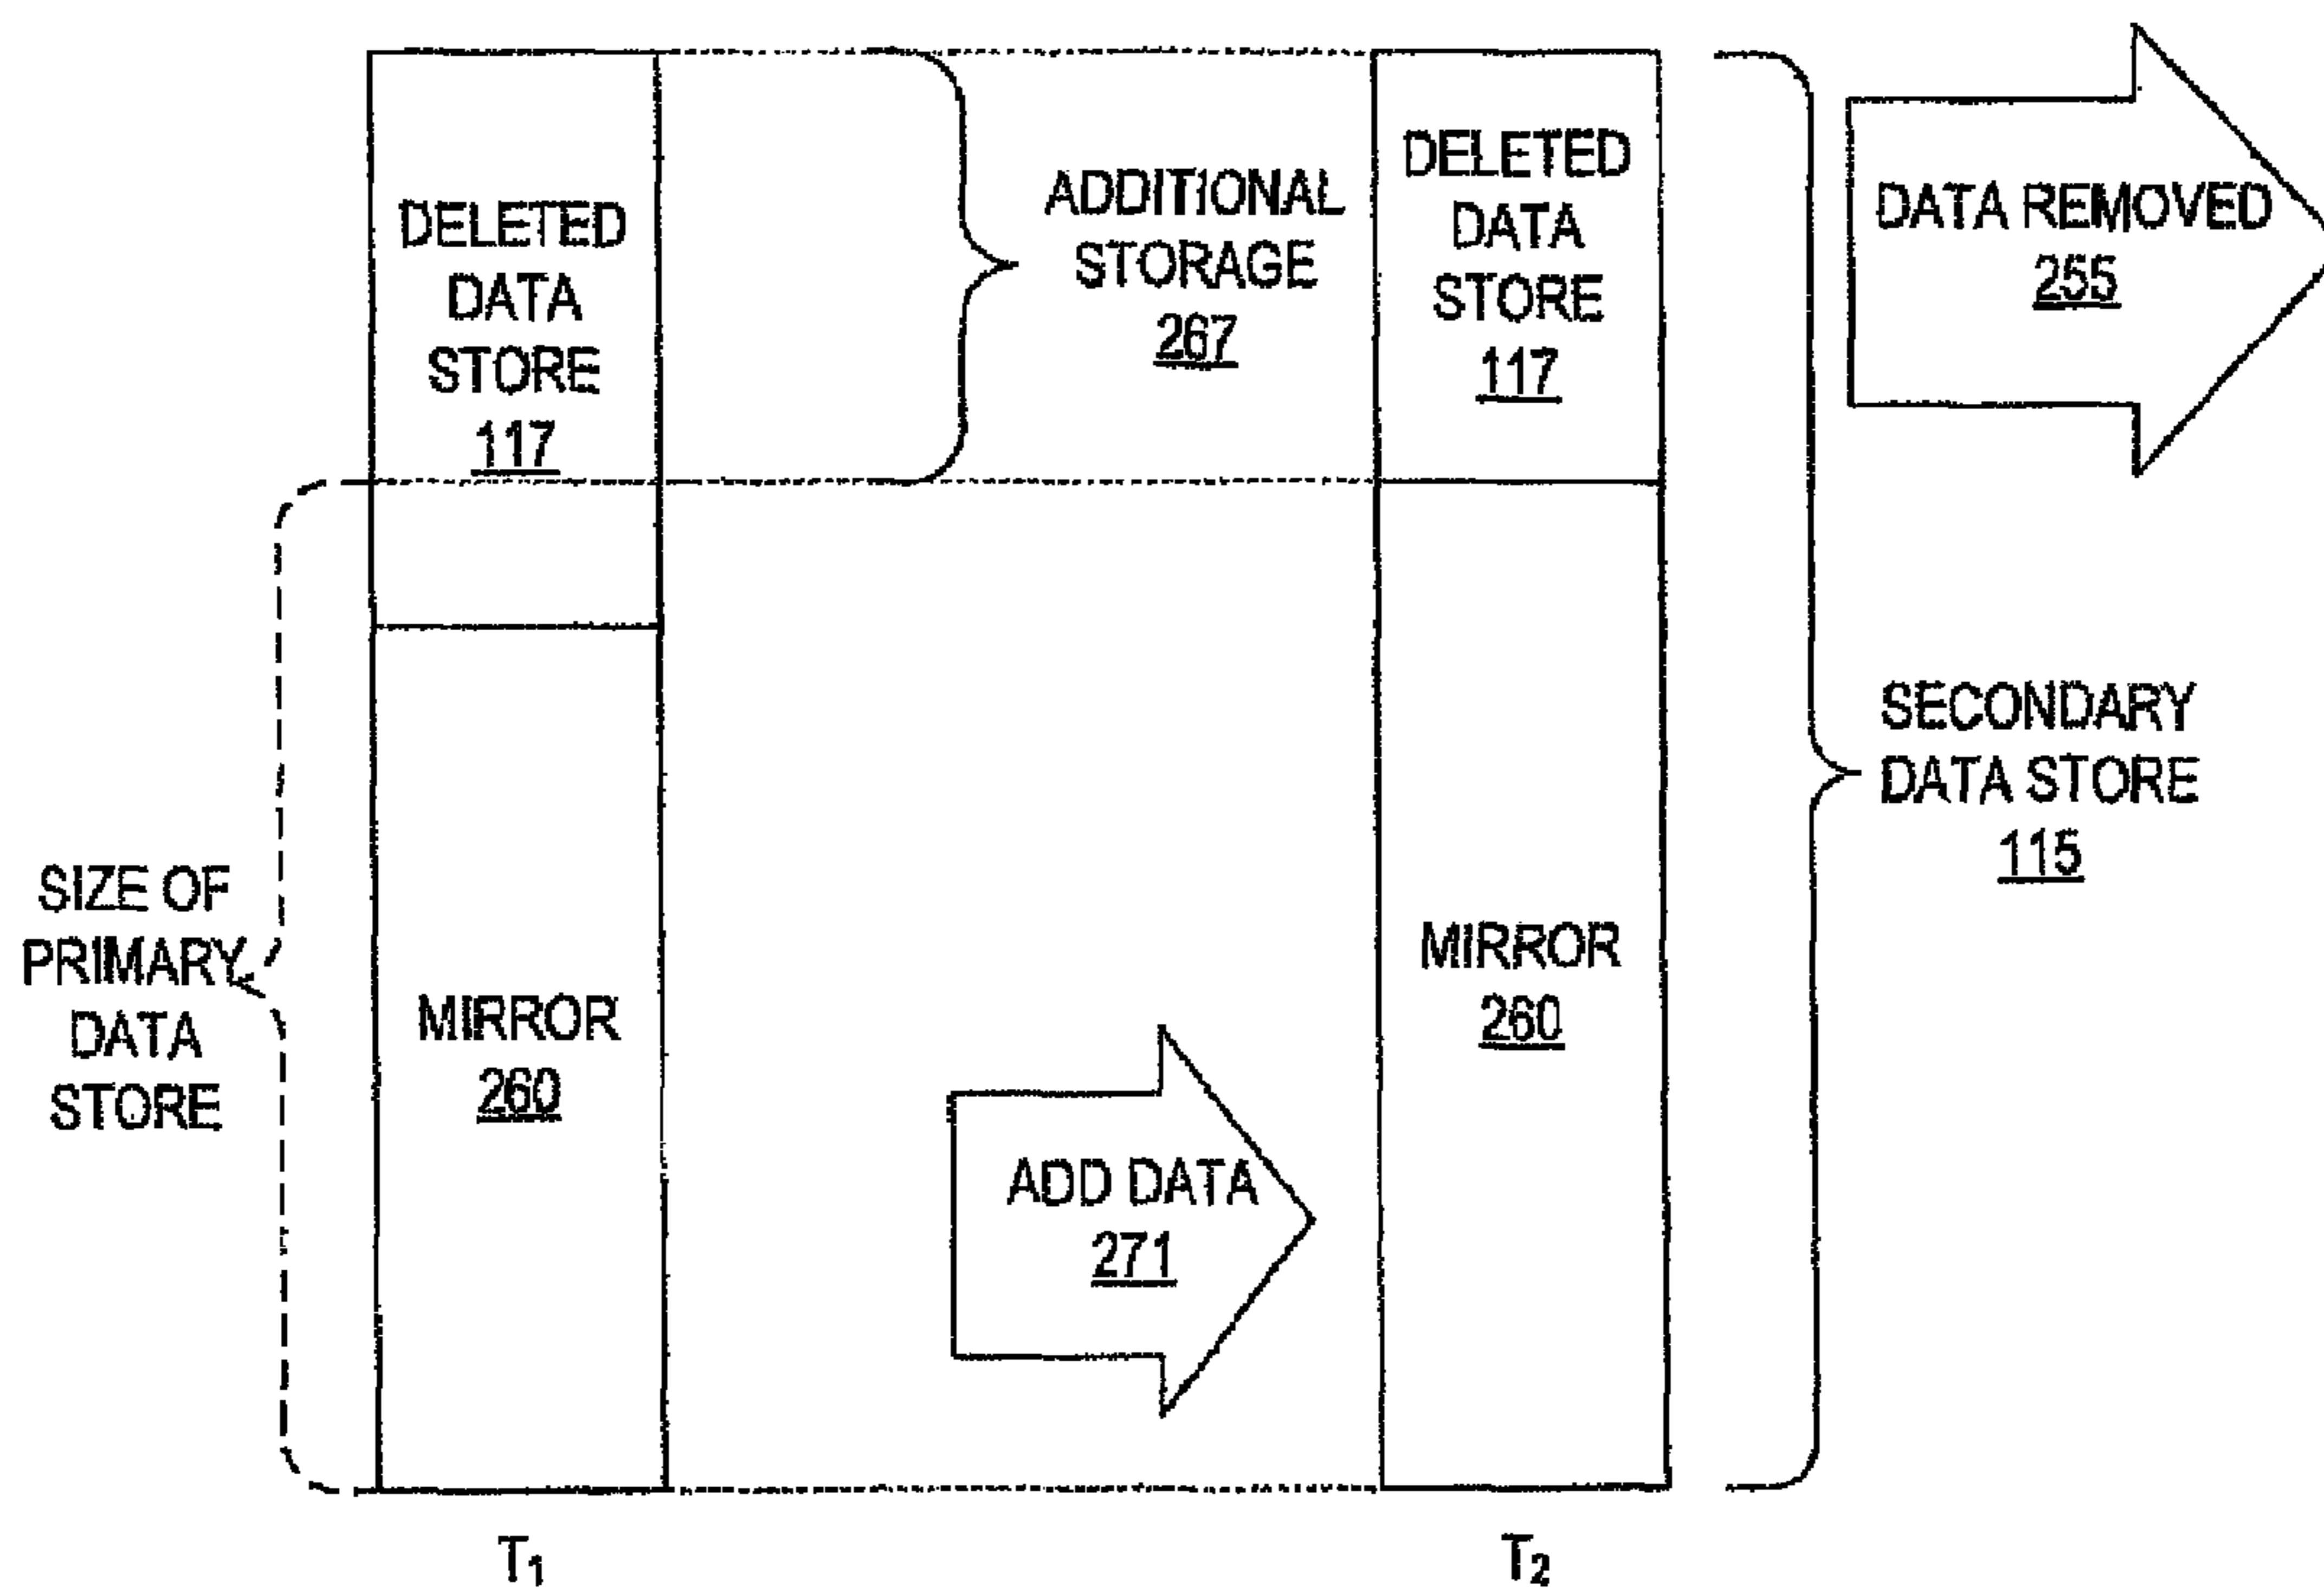 DELETED
DATA
STORE
117
ADDITIONAL
STORAGE
267
DELETED
DATA
STORE
117
DATA REMOVED
255
SIZE OF
PRIMARY
DATA
STORE
MIRROR
260
ADD DATA
271
MIRROR
260
SECONDARY
DATA STORE
115
T1
T2